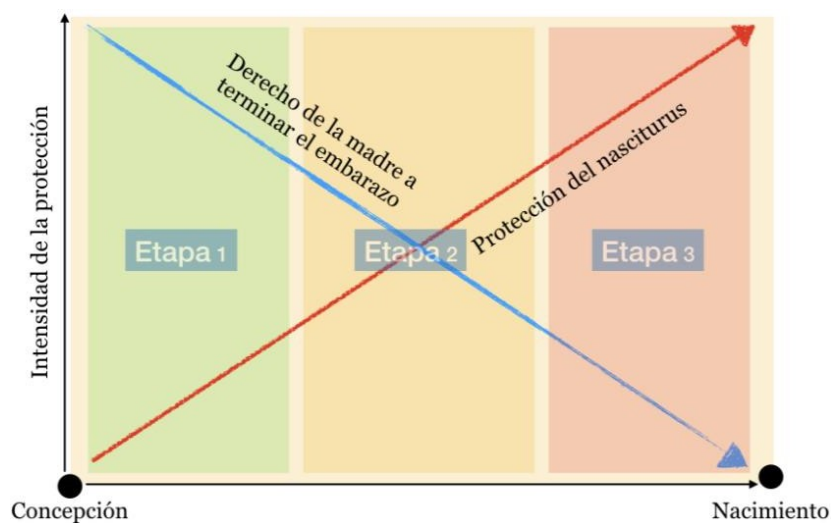 Intensidad de la protección
Derecho de la madre a
terminar el embarazo
Protección del nasciturus
Etapa 1
Etapa 2
Etapa 3
Concepción
Nacimiento